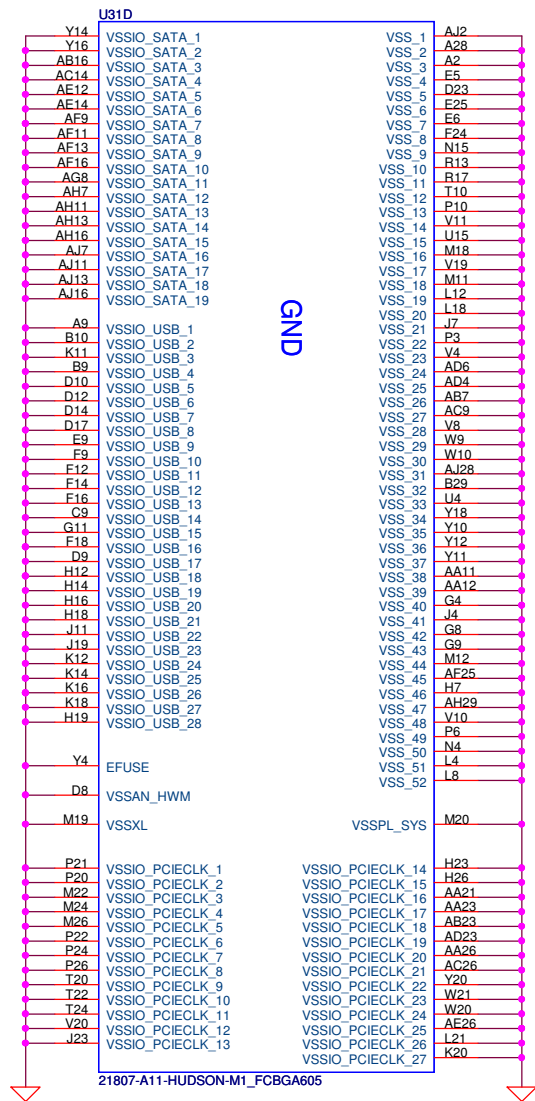 U31D
Y14 VSSIO_SATA_1 VSS_1 AJ2
Y16 VSSIO_SATA_2 VSS_2 A28
AB16 VSSIO_SATA_3 VSS_3 A2
AC14 VSSIO_SATA_4 VSS_4 E5
AE12 VSSIO_SATA_5 VSS_5 D23
AE14 VSSIO_SATA_6 VSS_6 E25
AF9 VSSIO_SATA_7 VSS_7 E6
AF11 VSSIO_SATA_8 VSS_8 F24
AF13 VSSIO_SATA_9 VSS_9 N15
AF16 VSSIO_SATA_10 VSS_10 R13
AG8 VSSIO_SATA_11 VSS_11 R17
AH7 VSSIO_SATA_12 VSS_12 T10
AH11 VSSIO_SATA_13 VSS_13 P10
AH13 VSSIO_SATA_14 VSS_14 V11
AH16 VSSIO_SATA_15 VSS_15 U15
AJ7 VSSIO_SATA_16 VSS_16 M18
AJ11 VSSIO_SATA_17 VSS_17 V19
AJ13 VSSIO_SATA_18 VSS_18 M11
AJ16 VSSIO_SATA_19 VSS_19 L12
VSS_20 L18
GND
A9 VSSIO_USB_1 VSS_21 J7
B10 VSSIO_USB_2 VSS_22 P3
K11 VSSIO_USB_3 VSS_23 V4
B9 VSSIO_USB_4 VSS_24 AD6
D10 VSSIO_USB_5 VSS_25 AD4
D12 VSSIO_USB_6 VSS_26 AB7
D14 VSSIO_USB_7 VSS_27 AC9
D17 VSSIO_USB_8 VSS_28 V8
E9 VSSIO_USB_9 VSS_29 W9
F9 VSSIO_USB_10 VSS_30 W10
F12 VSSIO_USB_11 VSS_31 AJ28
F14 VSSIO_USB_12 VSS_32 B29
F16 VSSIO_USB_13 VSS_33 U4
C9 VSSIO_USB_14 VSS_34 Y18
G11 VSSIO_USB_15 VSS_35 Y10
F18 VSSIO_USB_16 VSS_36 Y12
D9 VSSIO_USB_17 VSS_37 Y11
H12 VSSIO_USB_18 VSS_38 AA11
H14 VSSIO_USB_19 VSS_39 AA12
H16 VSSIO_USB_20 VSS_40 G4
H18 VSSIO_USB_21 VSS_41 J4
J11 VSSIO_USB_22 VSS_42 G8
J19 VSSIO_USB_23 VSS_43 G9
K12 VSSIO_USB_24 VSS_44 M12
K14 VSSIO_USB_25 VSS_45 AF25
K16 VSSIO_USB_26 VSS_46 H7
K18 VSSIO_USB_27 VSS_47 AH29
H19 VSSIO_USB_28 VSS_48 V10
VSS_49 P6
VSS_50 N4
Y4 EFUSE VSS_51 L4
VSS_52 L8
D8 VSSAN_HWM
M19 VSSXL VSSPL_SYS M20
P21 VSSIO_PCIECLK_1 VSSIO_PCIECLK_14 H23
P20 VSSIO_PCIECLK_2 VSSIO_PCIECLK_15 H26
M22 VSSIO_PCIECLK_3 VSSIO_PCIECLK_16 AA21
M24 VSSIO_PCIECLK_4 VSSIO_PCIECLK_17 AA23
M26 VSSIO_PCIECLK_5 VSSIO_PCIECLK_18 AB23
P22 VSSIO_PCIECLK_6 VSSIO_PCIECLK_19 AD23
P24 VSSIO_PCIECLK_7 VSSIO_PCIECLK_20 AA26
P26 VSSIO_PCIECLK_8 VSSIO_PCIECLK_21 AC26
T20 VSSIO_PCIECLK_9 VSSIO_PCIECLK_22 Y20
T22 VSSIO_PCIECLK_10 VSSIO_PCIECLK_23 W21
T24 VSSIO_PCIECLK_11 VSSIO_PCIECLK_24 W20
V20 VSSIO_PCIECLK_12 VSSIO_PCIECLK_25 AE26
J23 VSSIO_PCIECLK_13 VSSIO_PCIECLK_26 L21
VSSIO_PCIECLK_27 K20
21807-A11-HUDSON-M1_FCBGA605